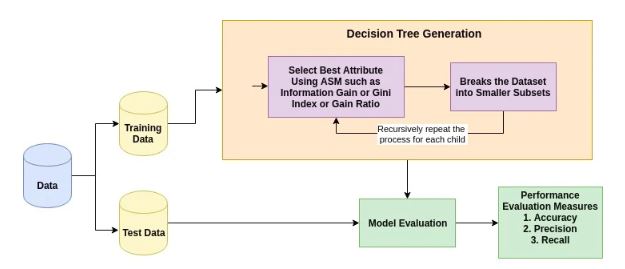 Decision Tree Generation
Select Best Attribute
Using ASM such as
Information Gain or Gini
Index or Gain Ratio
Breaks the Dataset
into Smaller Subsets
Recursively repeat the
process for each child
Training
Data
Data
Test Data
Model Evaluation
Performance
Evaluation Measures
1. Accuracy
2. Precision
3. Recall